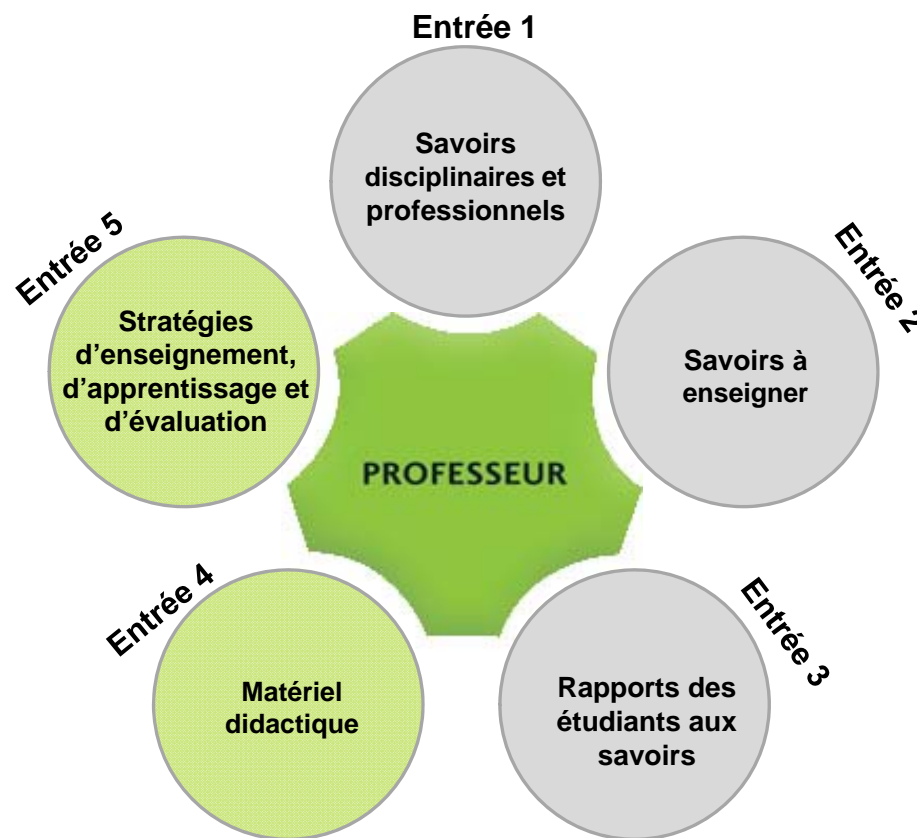 Entrée 1
Savoirs
disciplinaires et
professionnels
Entrée 2
Savoirs à
enseigner
Entrée 3
Rapports des
étudiants aux
savoirs
Entrée 4
Matériel
didactique
Entrée 5
Stratégies
d’enseignement,
d’apprentissage et
d’évaluation
PROFESSEUR